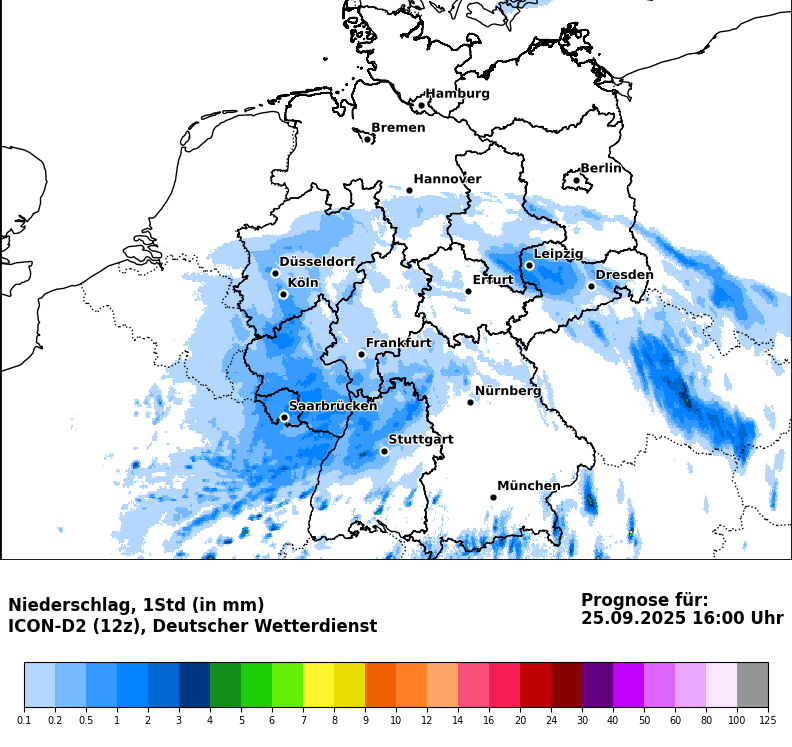 Hamburg
Bremen
Berlin
Hannover
Leipzig
Düsseldorf
Dresden
Köln
Erfurt
Frankfurt
Nürnberg
Saarbrücken
Stuttgart
München
Niederschlag, 1Std (in mm)
ICON-D2 (12z), Deutscher Wetterdienst
Prognose für:
25.09.2025 16:00 Uhr
0.1 0.2 0.5 1 2 3 4 5 6 7 8 9 10 12 14 16 20 24 30 40 50 60 80 100 125